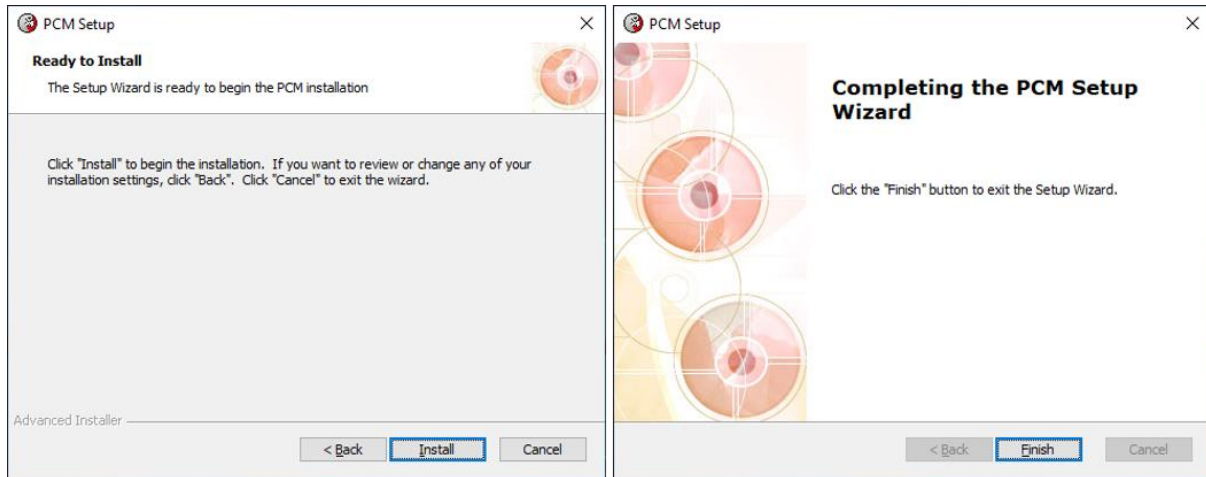 PCM Setup
Ready to Install
The Setup Wizard is ready to begin the PCM installation
Click "Install" to begin the installation.  If you want to review or change any of your
installation settings, click "Back".  Click "Cancel" to exit the wizard.
Advanced Installer
< Back
Install
Cancel
PCM Setup
Completing the PCM Setup
Wizard
Click the "Finish" button to exit the Setup Wizard.
< Back
Finish
Cancel